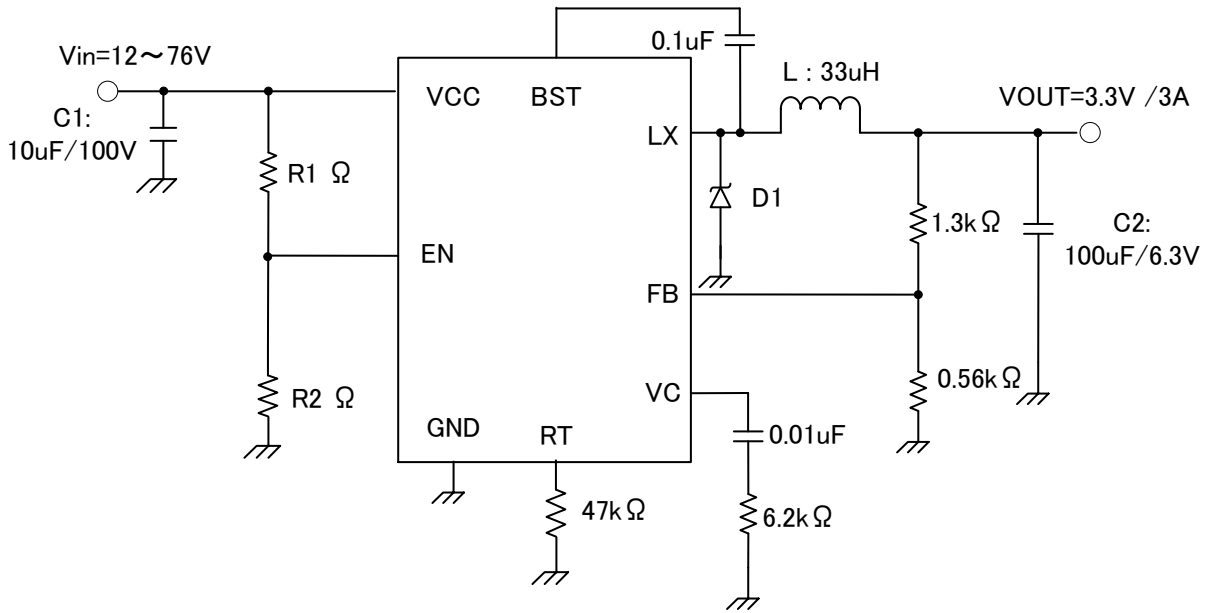 Vin=12～76V
C1:
10uF/100V
R1 Ω
R2 Ω
VCC
BST
LX
EN
FB
VC
GND
RT
0.1uF
L : 33uH
VOUT=3.3V /3A
D1
1.3kΩ
C2:
100uF/6.3V
0.56kΩ
0.01uF
6.2kΩ
47kΩ